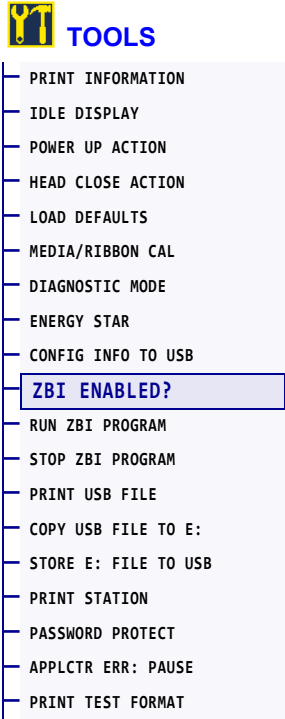 TOOLS
PRINT INFORMATION
IDLE DISPLAY
POWER UP ACTION
HEAD CLOSE ACTION
LOAD DEFAULTS
MEDIA/RIBBON CAL
DIAGNOSTIC MODE
ENERGY STAR
CONFIG INFO TO USB
ZBI ENABLED?
RUN ZBI PROGRAM
STOP ZBI PROGRAM
PRINT USB FILE
COPY USB FILE TO E:
STORE E: FILE TO USB
PRINT STATION
PASSWORD PROTECT
APPLCTR ERR: PAUSE
PRINT TEST FORMAT